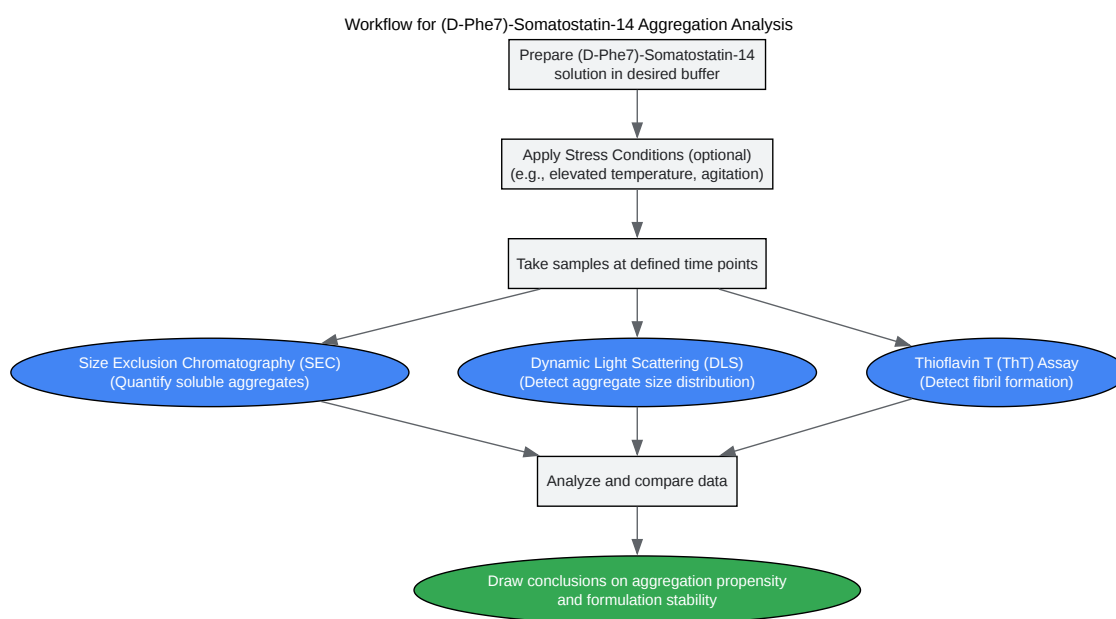 Workflow for (D-Phe7)-Somatostatin-14 Aggregation Analysis
Prepare (D-Phe7)-Somatostatin-14
solution in desired buffer
Apply Stress Conditions (optional)
(e.g., elevated temperature, agitation)
Take samples at defined time points
Size Exclusion Chromatography (SEC)
(Quantify soluble aggregates)
Dynamic Light Scattering (DLS)
(Detect aggregate size distribution)
Thioflavin T (ThT) Assay
(Detect fibril formation)
Analyze and compare data
Draw conclusions on aggregation propensity
and formulation stability